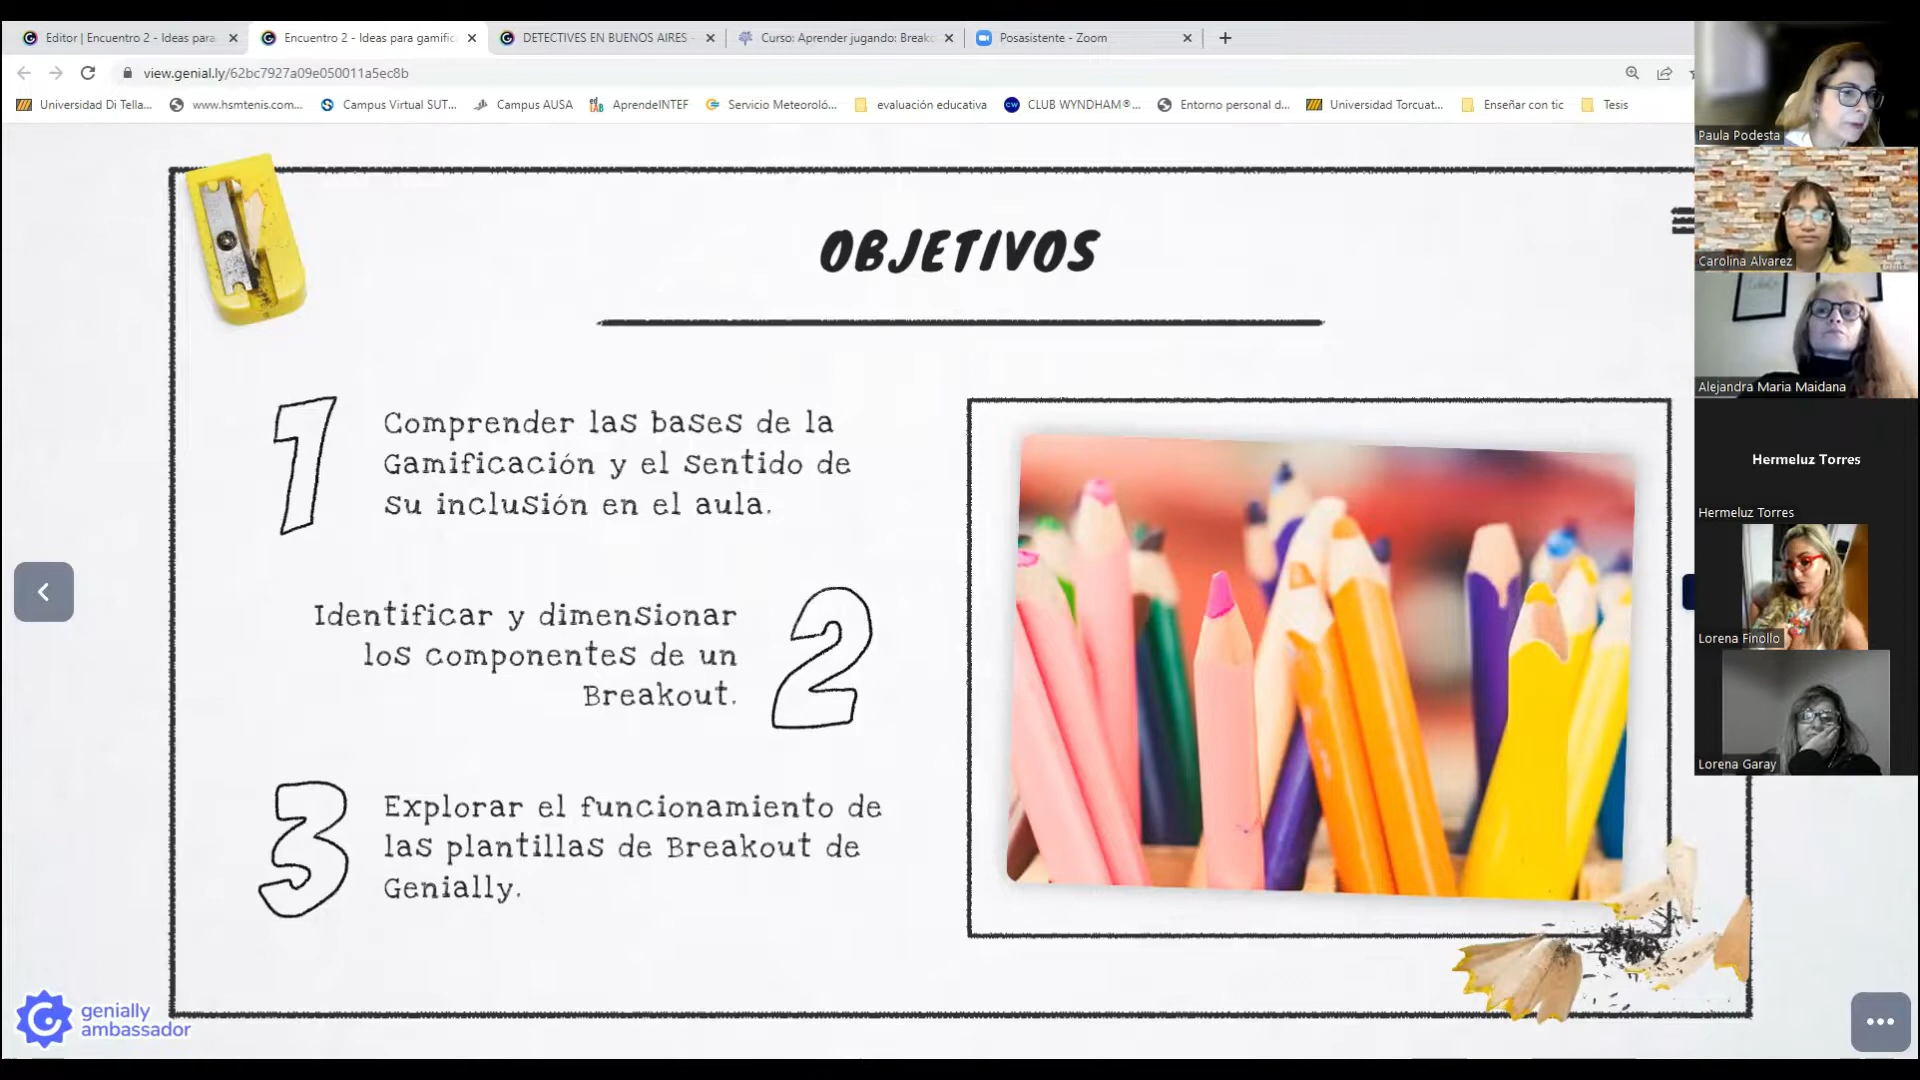 Editor | Encuentro 2 - Ideas para
Encuentro 2 - Ideas para gamific
DETECTIVES EN BUENOS AIRES -
Curso: Aprender jugando: Breako
Posasistente - Zoom
view.genial.ly/62bc7927a09e050011a5ec8b
Universidad Di Tella...
www.hsmtenis.com...
Campus Virtual SUT...
Campus AUSA
AprendeINTEF
Servicio Meteoroló...
evaluación educativa
CLUB WYNDHAM®...
Entorno personal d...
Universidad Torcuat...
Enseñar con tic
Tesis
OBJETIVOS
1
Comprender las bases de la
Gamificación y el sentido de
su inclusión en el aula.
Identificar y dimensionar
los componentes de un
Breakout.
2
3
Explorar el funcionamiento de
las plantillas de Breakout de
Genially.
genially
ambassador
Paula Podesta
Carolina Alvarez
Alejandra Maria Maidana
Hermeluz Torres
Hermeluz Torres
Lorena Finollo
Lorena Garay